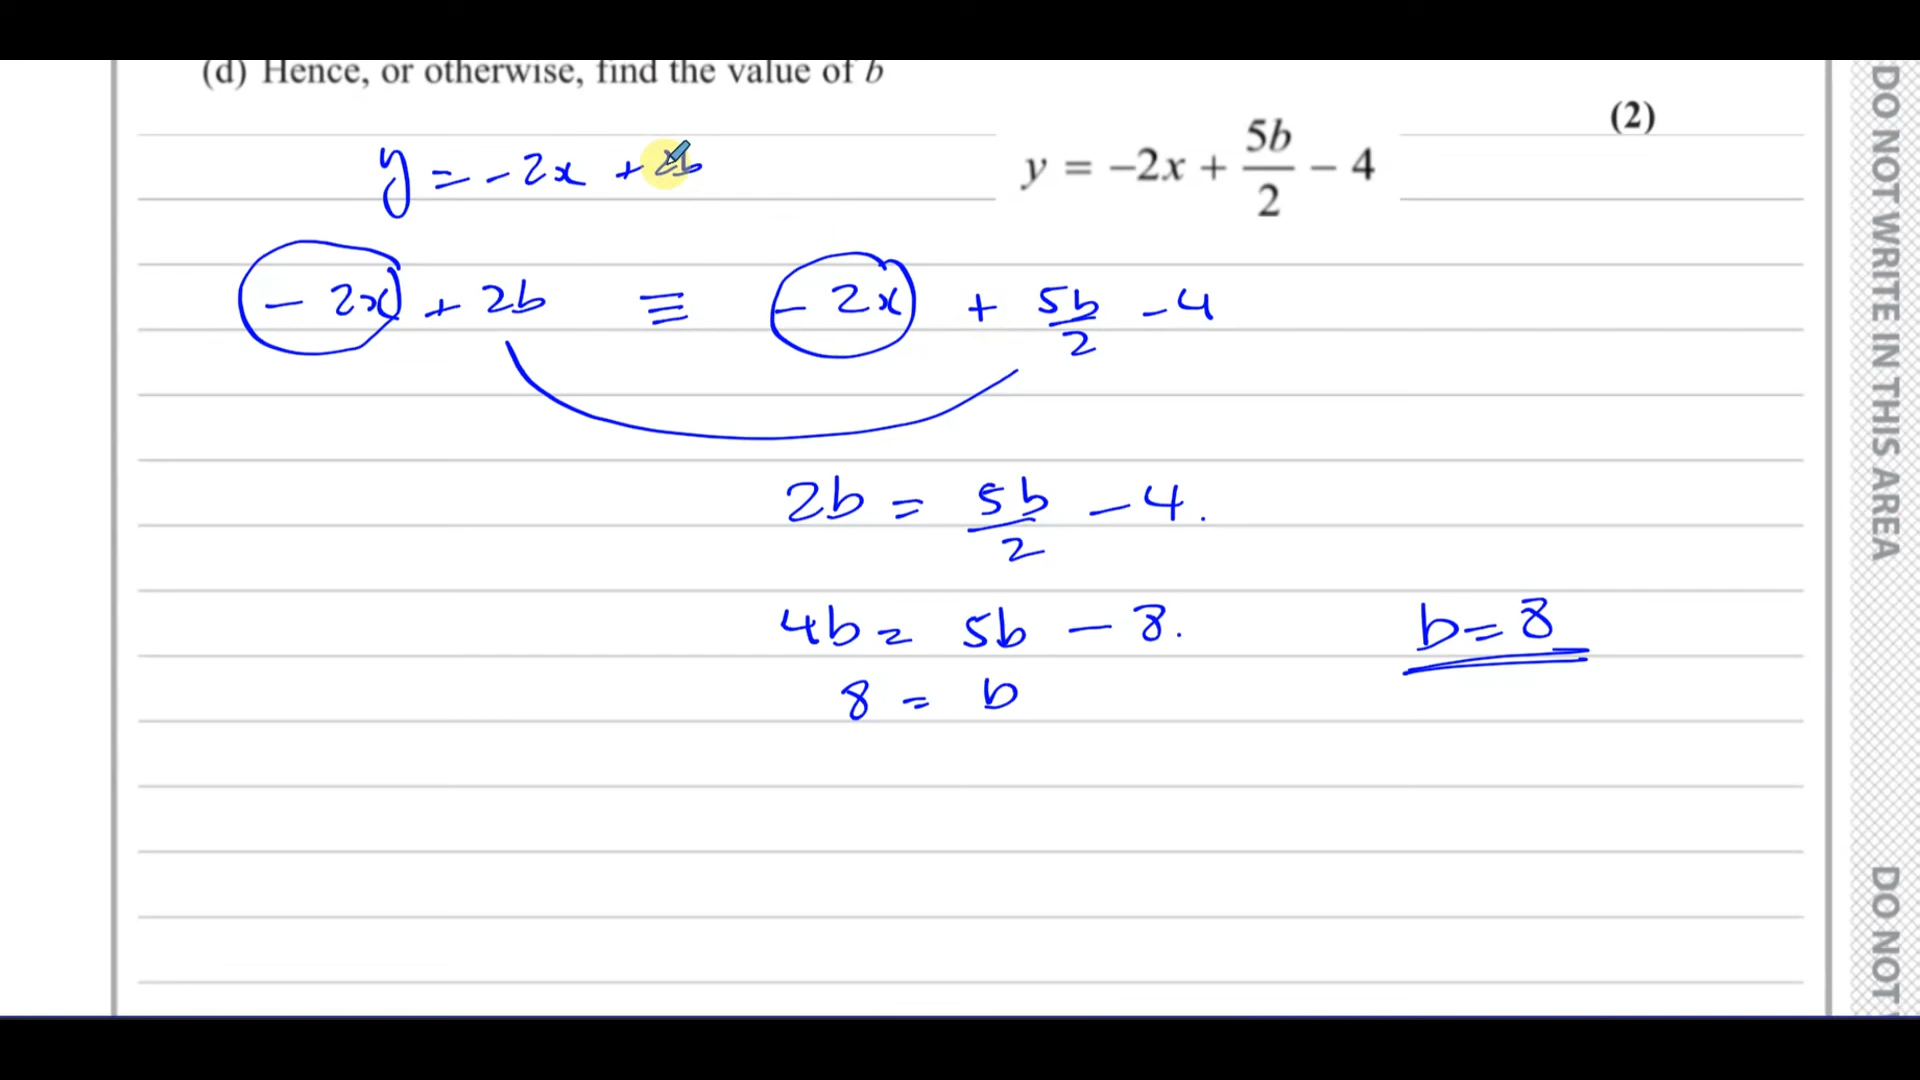 (d) Hence, or otherwise, find the value of b
(2)
y = -2x + 2b
y = −2x + 5b/2 − 4
- 2x + 2b ≡ - 2x + 5b/2 - 4
2b = 5b/2 - 4.
4b = 5b - 8.
8 = b
b = 8
DO NOT WRITE IN THIS AREA
DO NOT